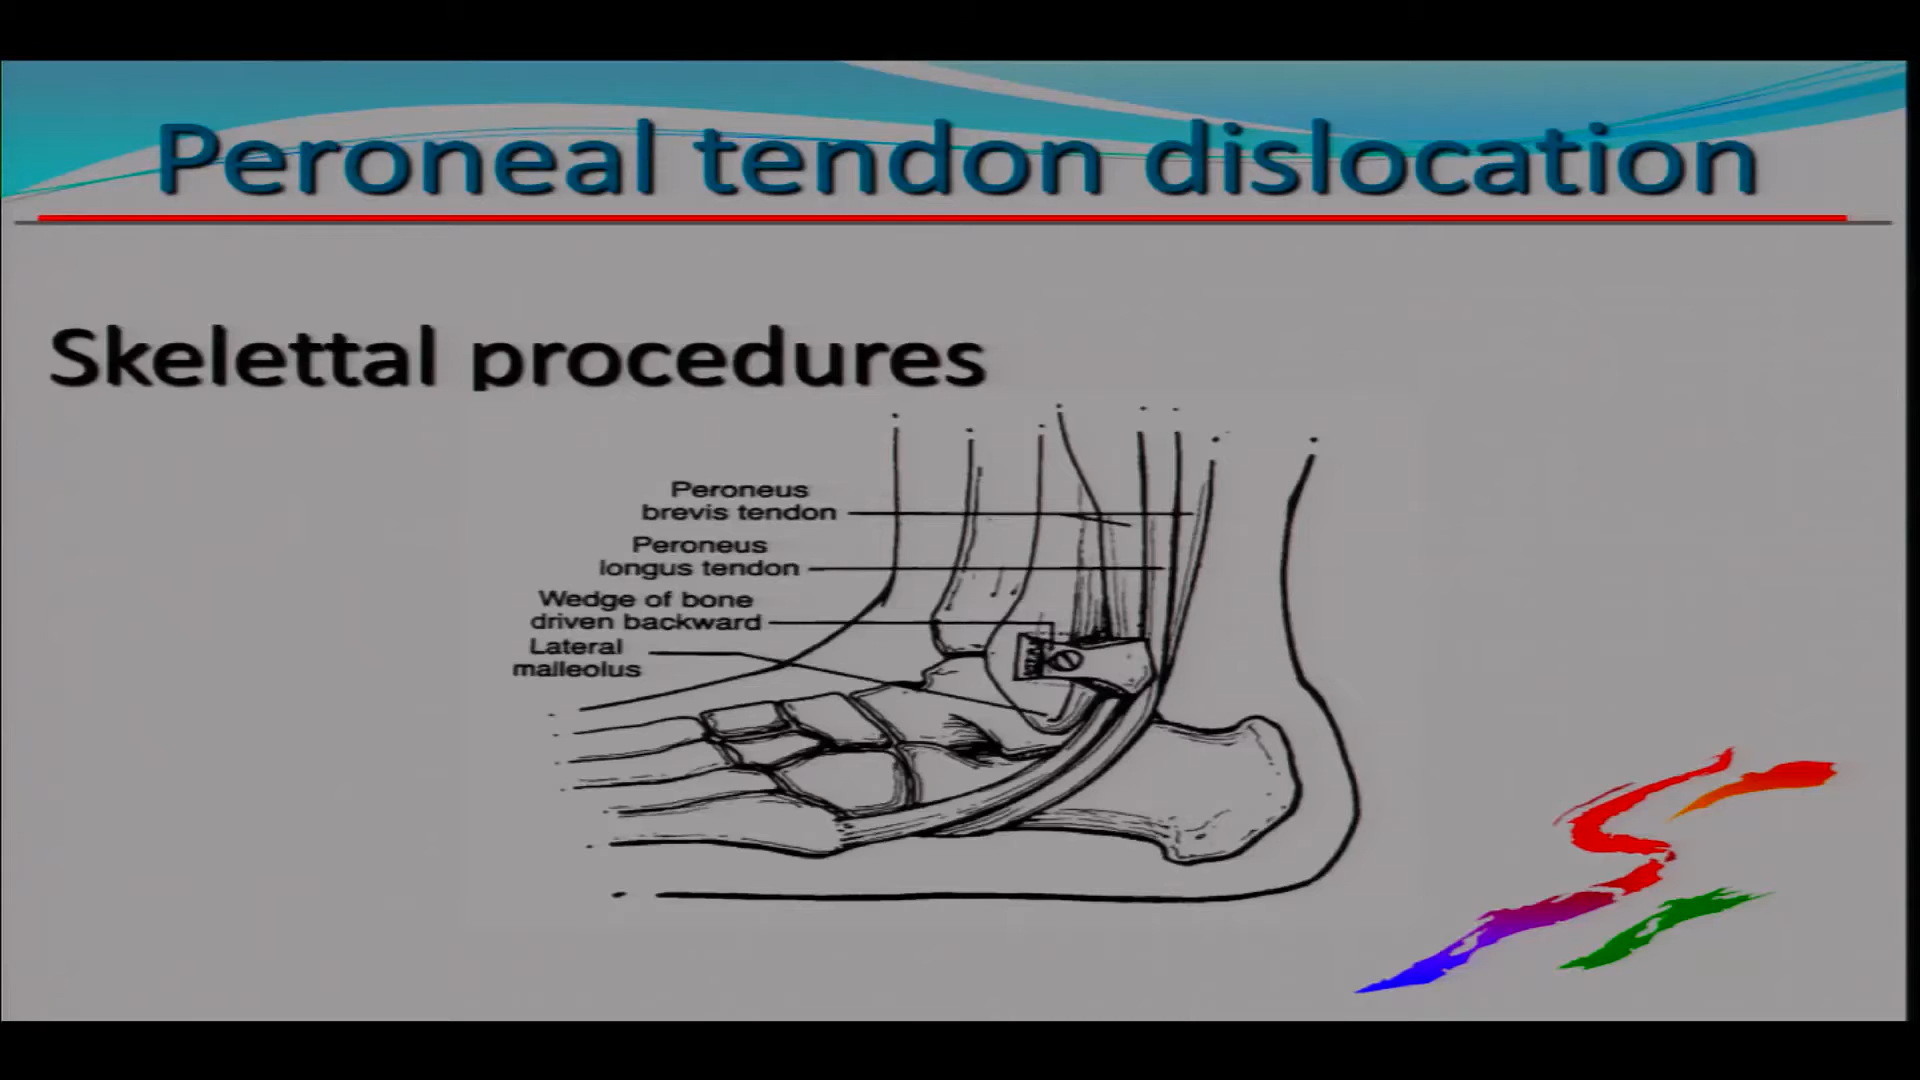 Peroneal tendon dislocation
Skelettal procedures
Peroneus
brevis tendon
Peroneus
longus tendon
Wedge of bone
driven backward
Lateral
malleolus